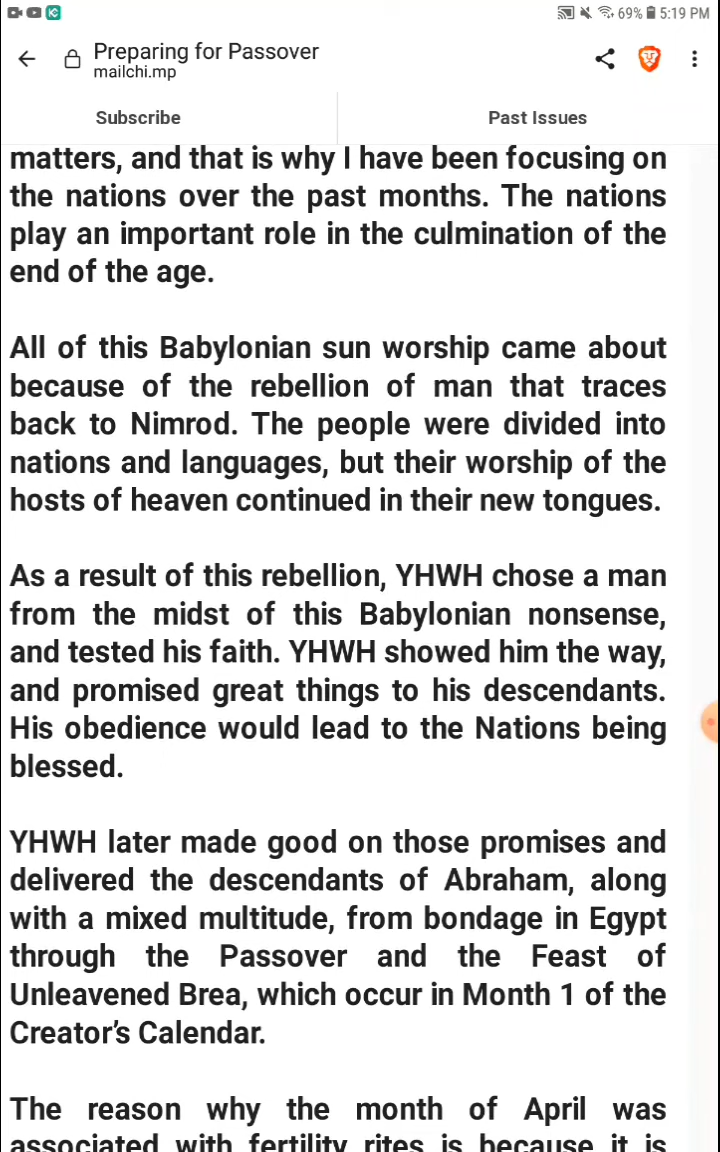 69% 5:19 PM
Preparing for Passover
mailchi.mp
Subscribe Past Issues
matters, and that is why I have been focusing on
the nations over the past months. The nations
play an important role in the culmination of the
end of the age.
All of this Babylonian sun worship came about
because of the rebellion of man that traces
back to Nimrod. The people were divided into
nations and languages, but their worship of the
hosts of heaven continued in their new tongues.
As a result of this rebellion, YHWH chose a man
from the midst of this Babylonian nonsense,
and tested his faith. YHWH showed him the way,
and promised great things to his descendants.
His obedience would lead to the Nations being
blessed.
YHWH later made good on those promises and
delivered the descendants of Abraham, along
with a mixed multitude, from bondage in Egypt
through the Passover and the Feast of
Unleavened Brea, which occur in Month 1 of the
Creator's Calendar.
The reason why the month of April was
associated with fertility rites is because it is